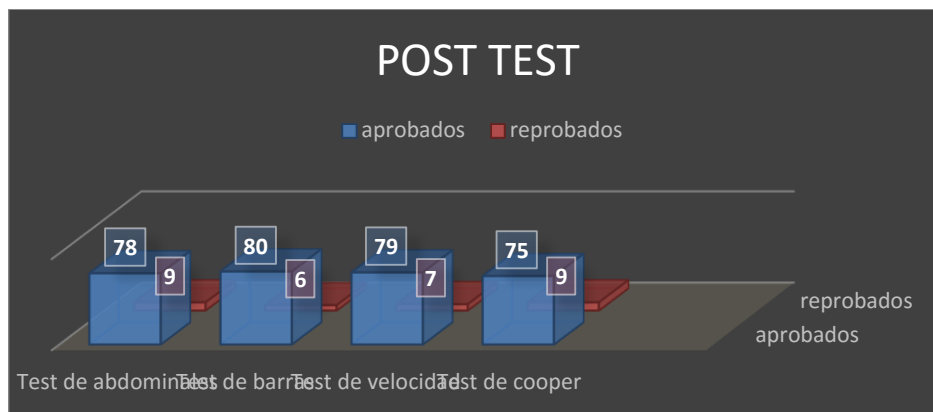 POST TEST
aprobados reprobados
78 80 79 75
9 6 7 9
reprobados
aprobados
Test de abdominales Test de barras Test de velocidad Test de cooper